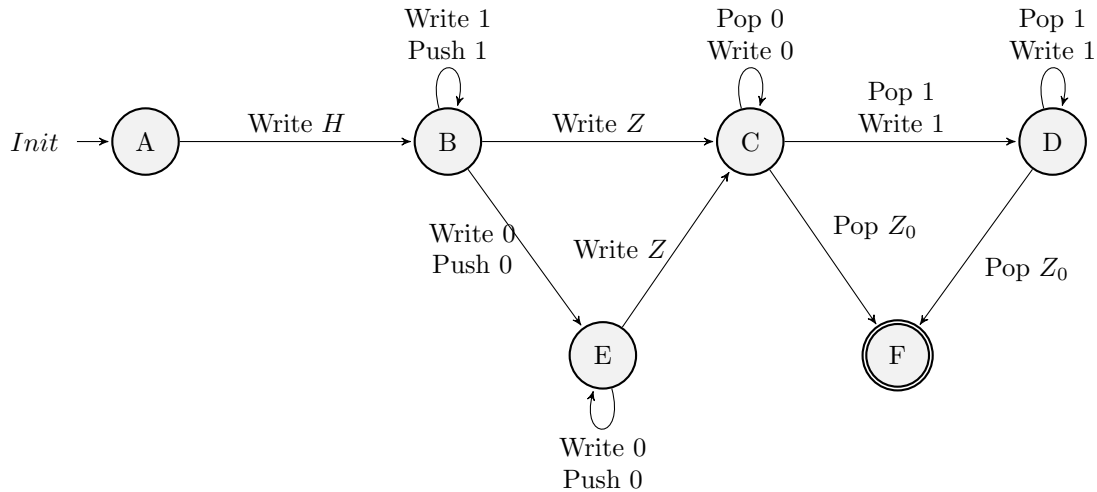 Write 1
Push 1
Pop 0
Write 0
Pop 1
Write 1
Init
A
Write H
B
Write Z
C
Pop 1
Write 1
D
Write 0
Push 0
Write Z
Pop Z₀
Pop Z₀
E
F
Write 0
Push 0